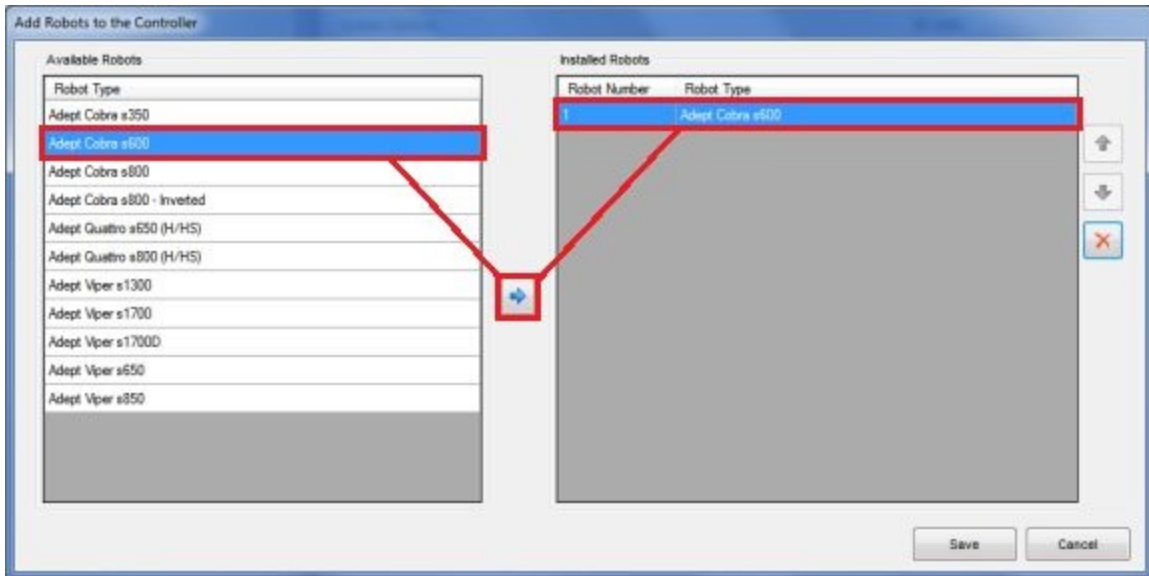 Add Robots to the Controller
Available Robots
Robot Type
Adept Cobra s350
Adept Cobra s600
Adept Cobra s800
Adept Cobra s800 - Inverted
Adept Quattro s650 (H/HS)
Adept Quattro s800 (H/HS)
Adept Viper s1300
Adept Viper s1700
Adept Viper s1700D
Adept Viper s650
Adept Viper s850
Installed Robots
Robot Number Robot Type
1 Adept Cobra s600
Save Cancel